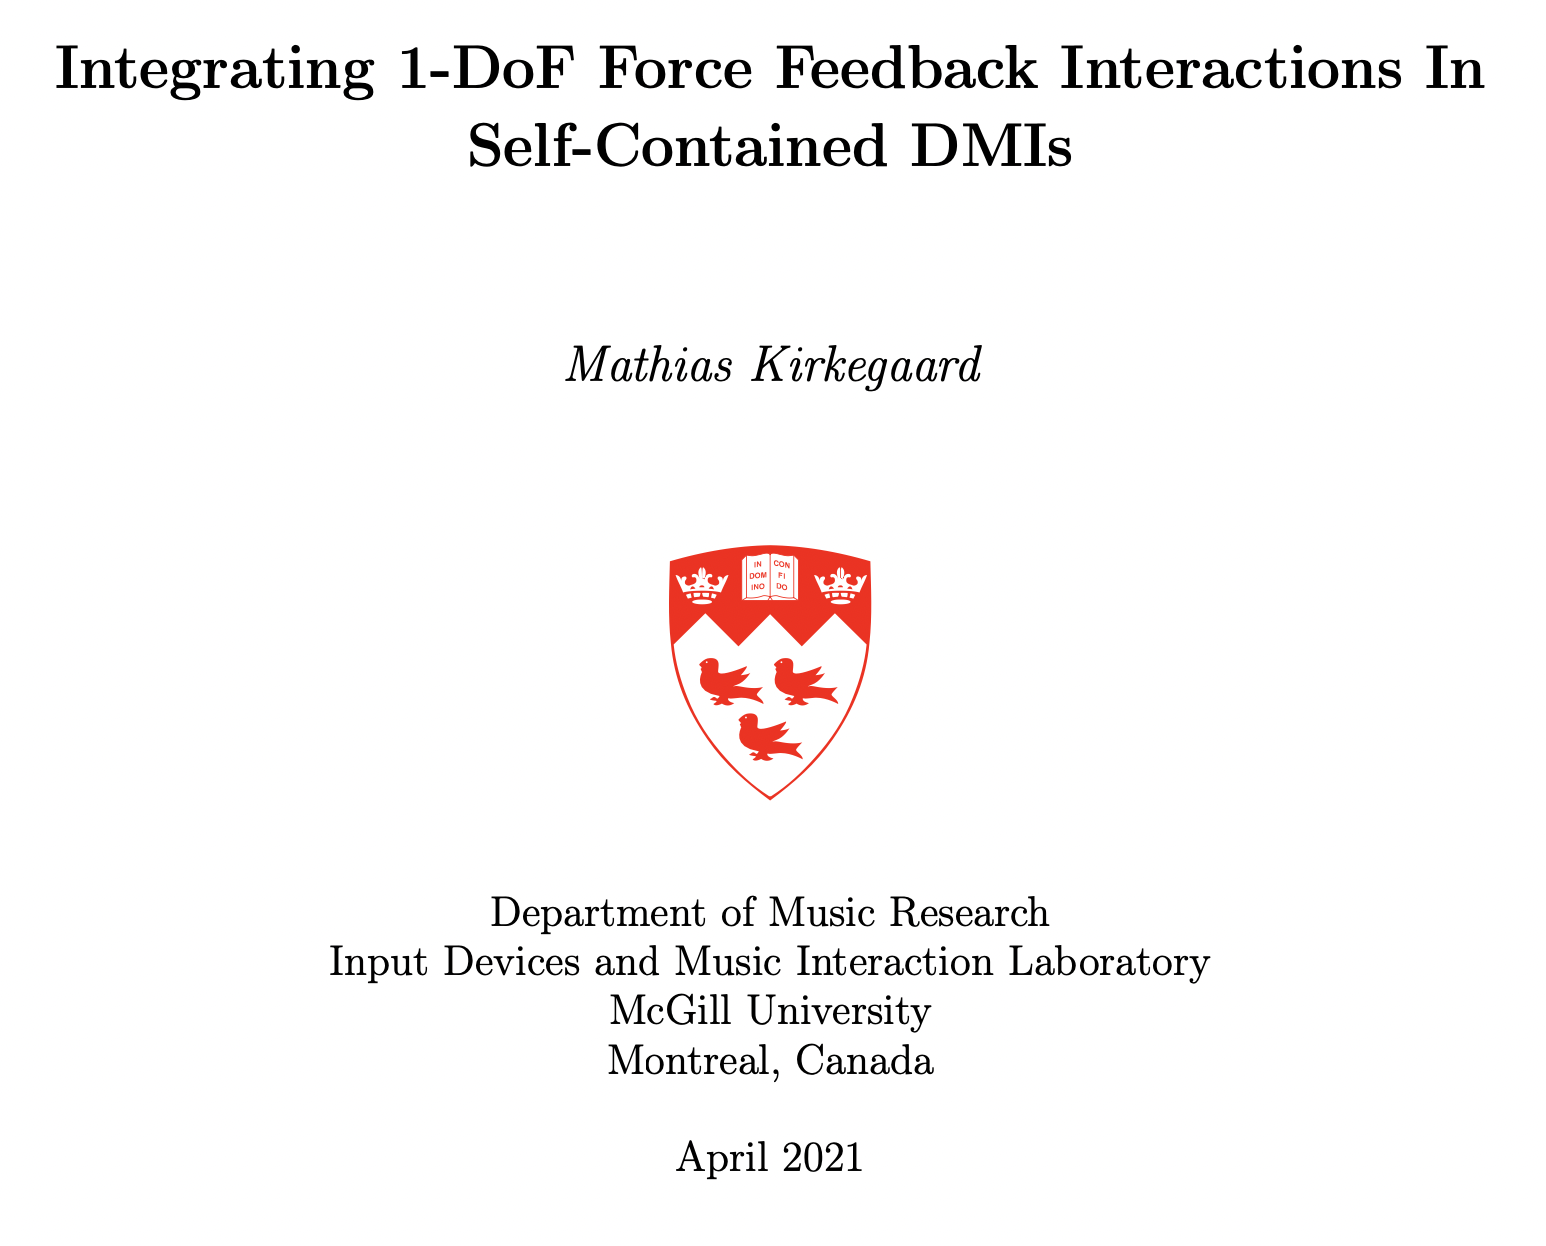 Integrating 1-DoF Force Feedback Interactions In
Self-Contained DMIs
Mathias Kirkegaard
IN
DOM
INO
CON
FI
DO
Department of Music Research
Input Devices and Music Interaction Laboratory
McGill University
Montreal, Canada
April 2021